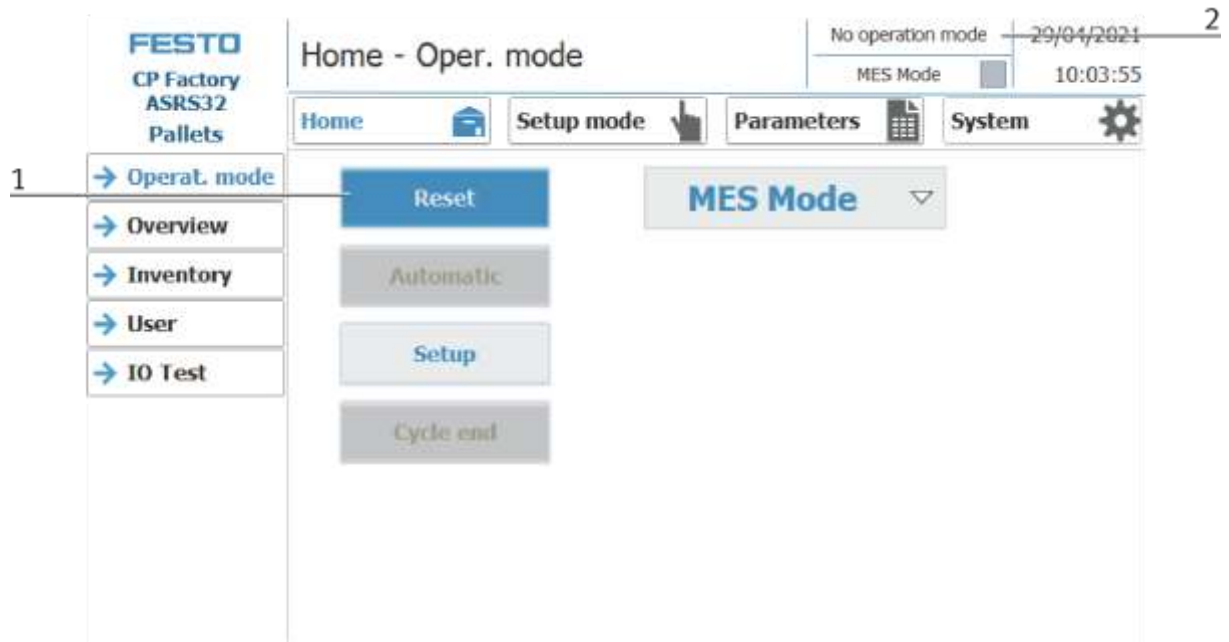 FESTO
CP Factory
ASRS32
Pallets
Home - Oper. mode
No operation mode
MES Mode
29/04/2021
10:03:55
2
Home
Setup mode
Parameters
System
1
Operat. mode
Overview
Inventory
User
IO Test
Reset
MES Mode
Automatic
Setup
Cycle end